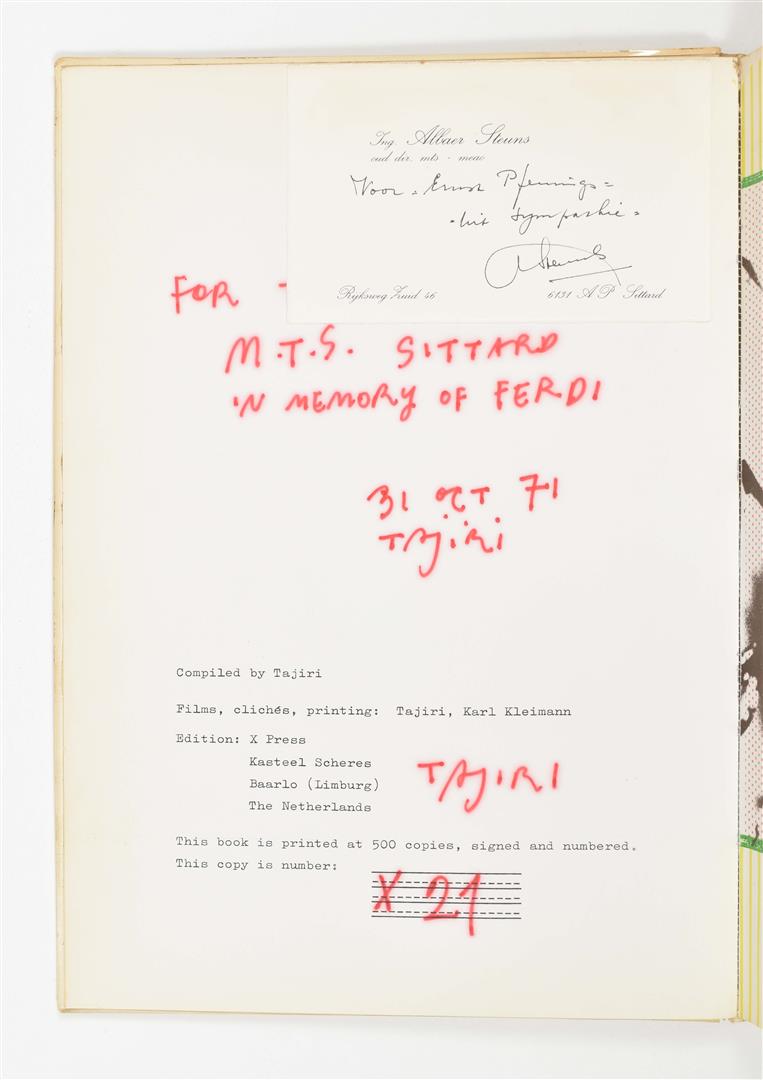 Ing. Albaer Steuns
oud dir. mts - meao
Voor = Ernst Pfennings =
sympathie =
Rijksweg Zuid 46 6131 AP Sittard
FOR
M.T.S. SITTARD
IN MEMORY OF FERDI
31 OCT 71
TAJIRI
Compiled by Tajiri
Films, clichés, printing: Tajiri, Karl Kleimann
Edition: X Press
Kasteel Scheres
Baarlo (Limburg)
The Netherlands
TAJIRI
This book is printed at 500 copies, signed and numbered.
This copy is number:
X 21